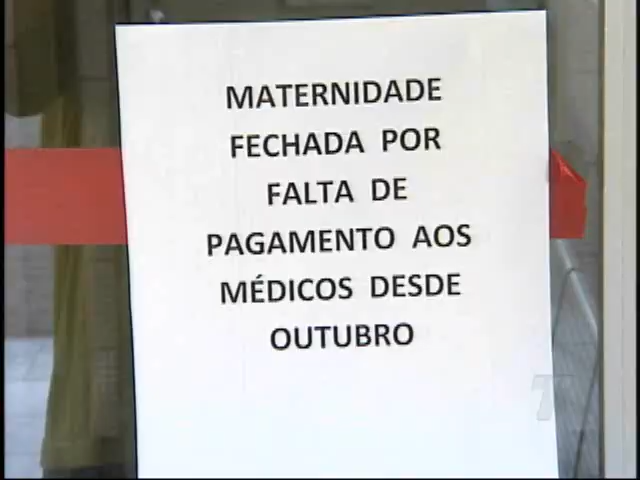 MATERNIDADE
FECHADA POR
FALTA DE
PAGAMENTO AOS
MÉDICOS DESDE
OUTUBRO
T